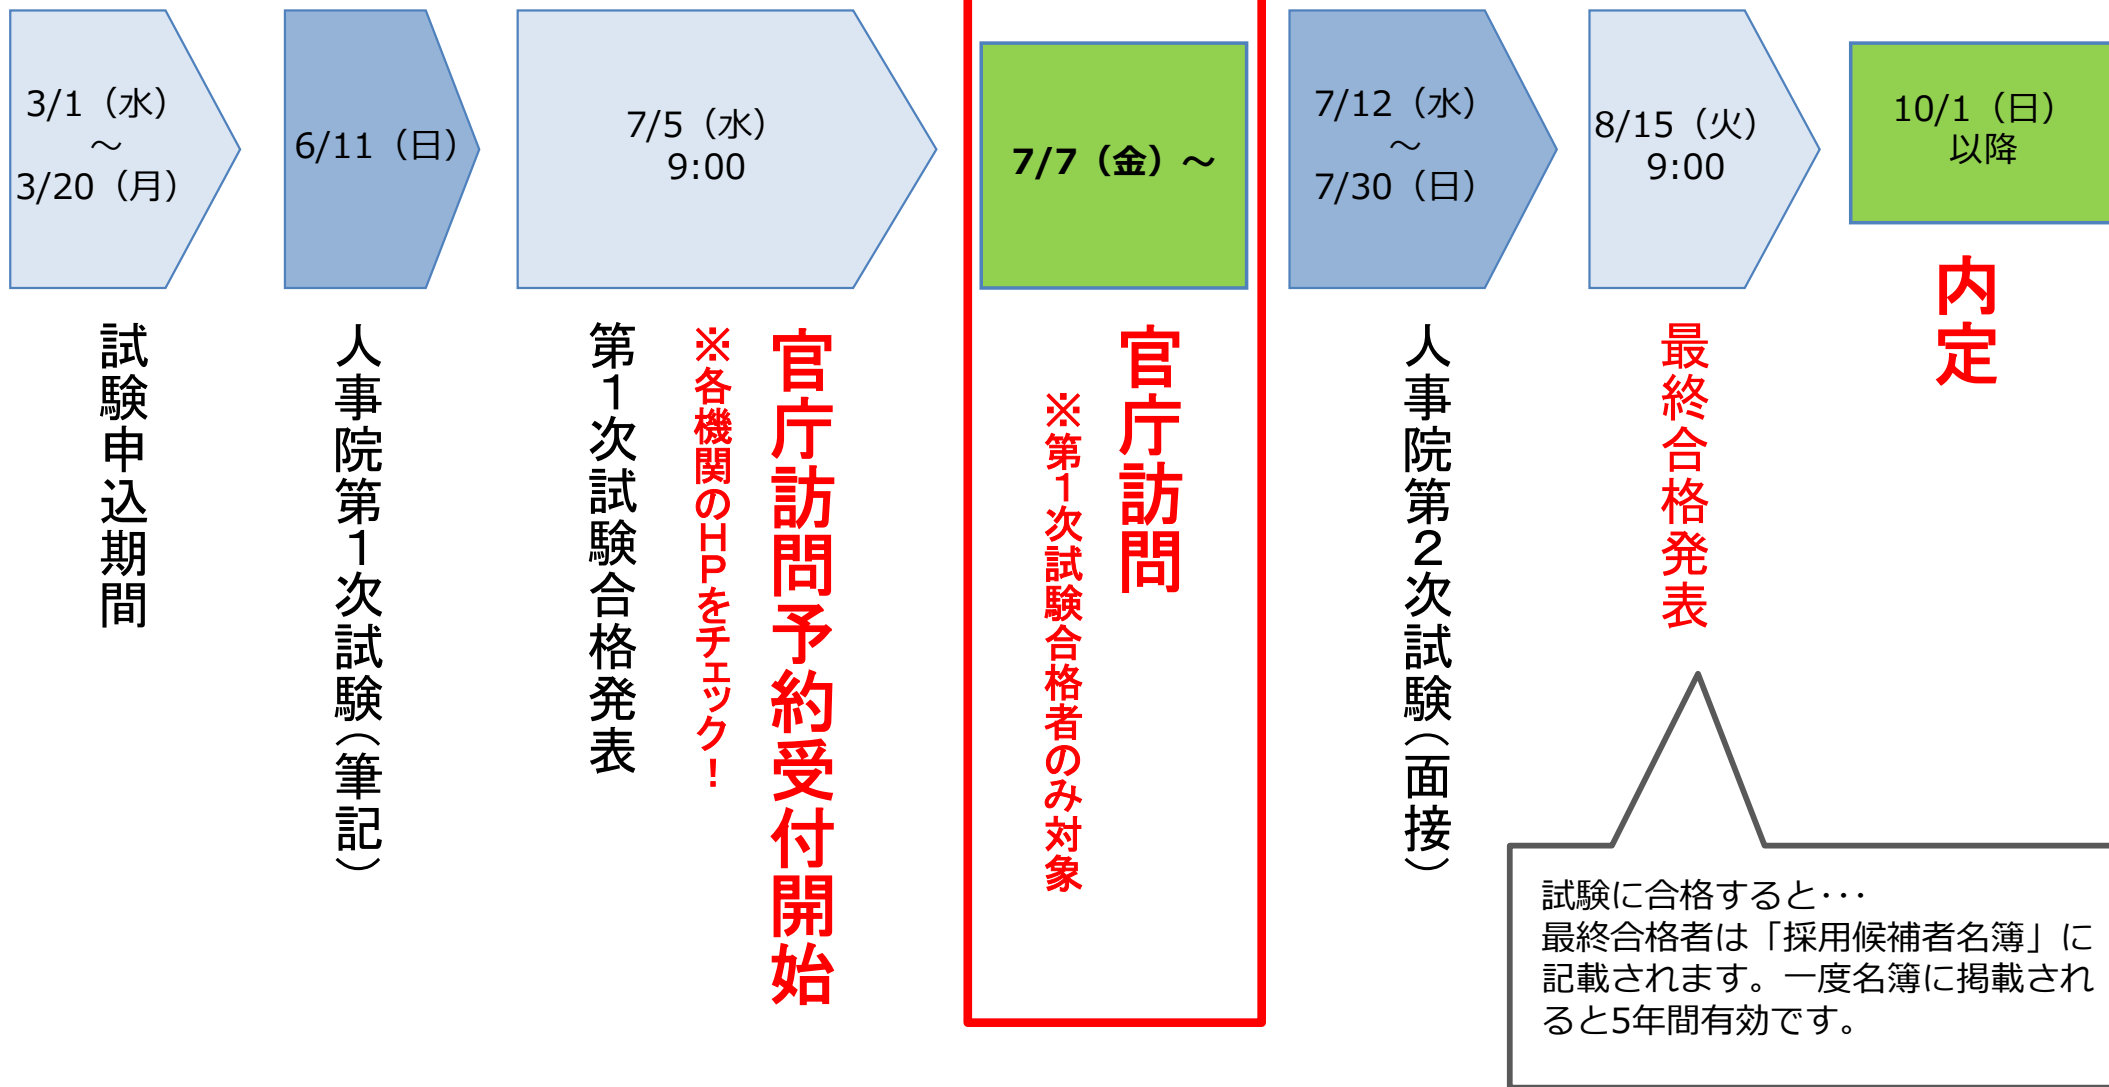 3/1（水）
～
3/20（月）
試験申込期間
6/11（日）
人事院第１次試験（筆記）
7/5（水）
9:00
第１次試験合格発表
官庁訪問予約受付開始
※各機関のＨＰをチェック！
7/7（金）～
官庁訪問
※第１次試験合格者のみ対象
7/12（水）
～
7/30（日）
人事院第２次試験（面接）
8/15（火）
9:00
最終合格発表
10/1（日）
以降
内定
試験に合格すると･･･
最終合格者は「採用候補者名簿」に
記載されます。一度名簿に掲載され
ると5年間有効です。